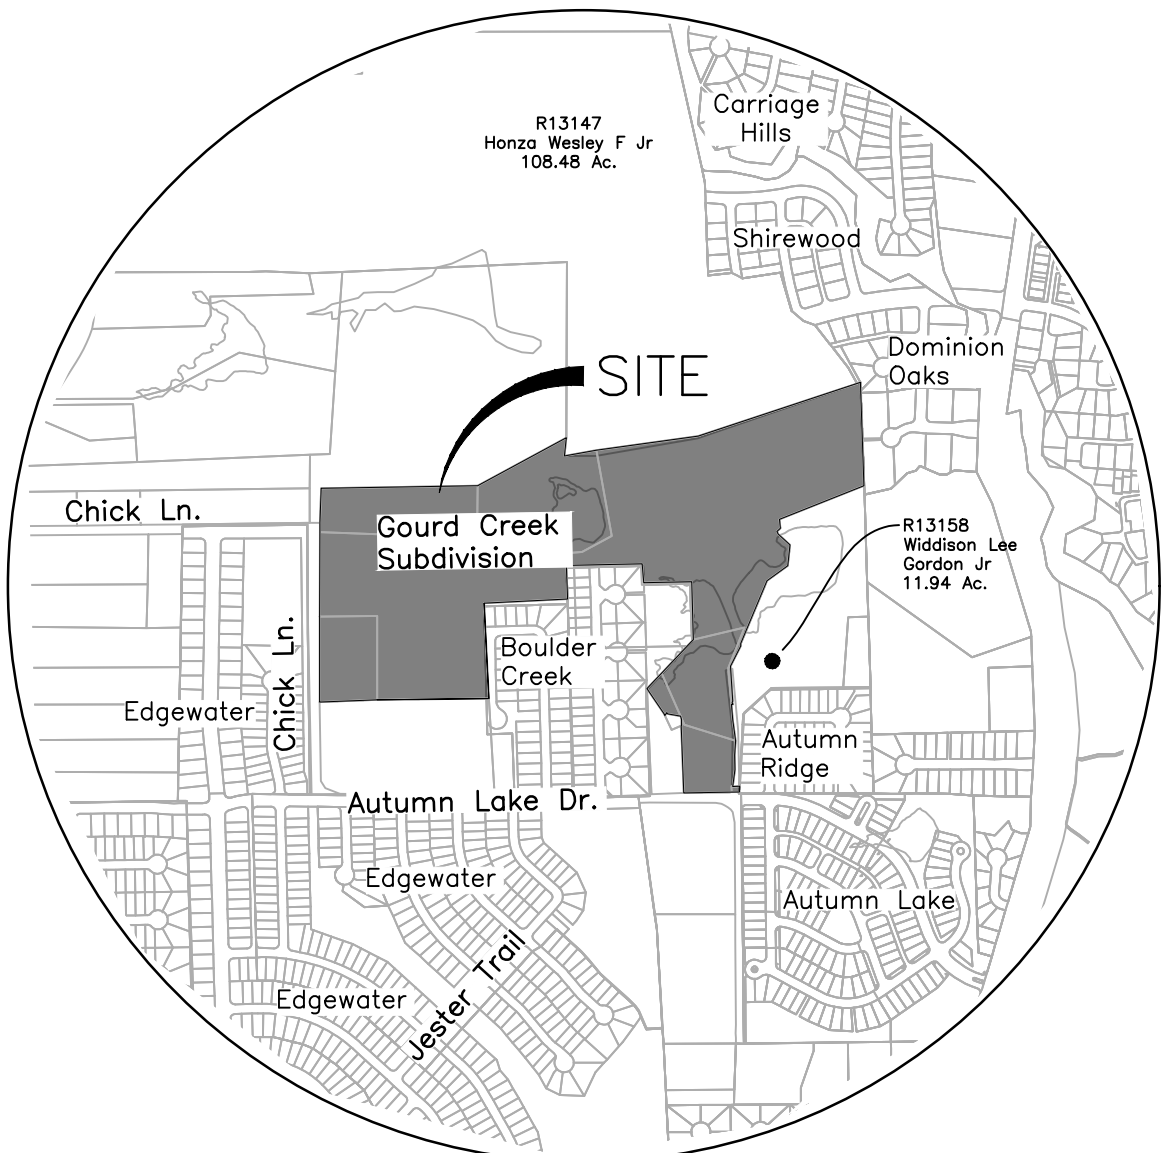 Carriage
Hills
R13147
Honza Wesley F Jr
108.48 Ac.
Shirewood
Dominion
Oaks
SITE
Chick Ln.
Gourd Creek
Subdivision
R13158
Widdison Lee
Gordon Jr
11.94 Ac.
Chick Ln.
Boulder
Creek
Edgewater
Autumn
Ridge
Autumn Lake Dr.
Edgewater
Autumn Lake
Jester Trail
Edgewater